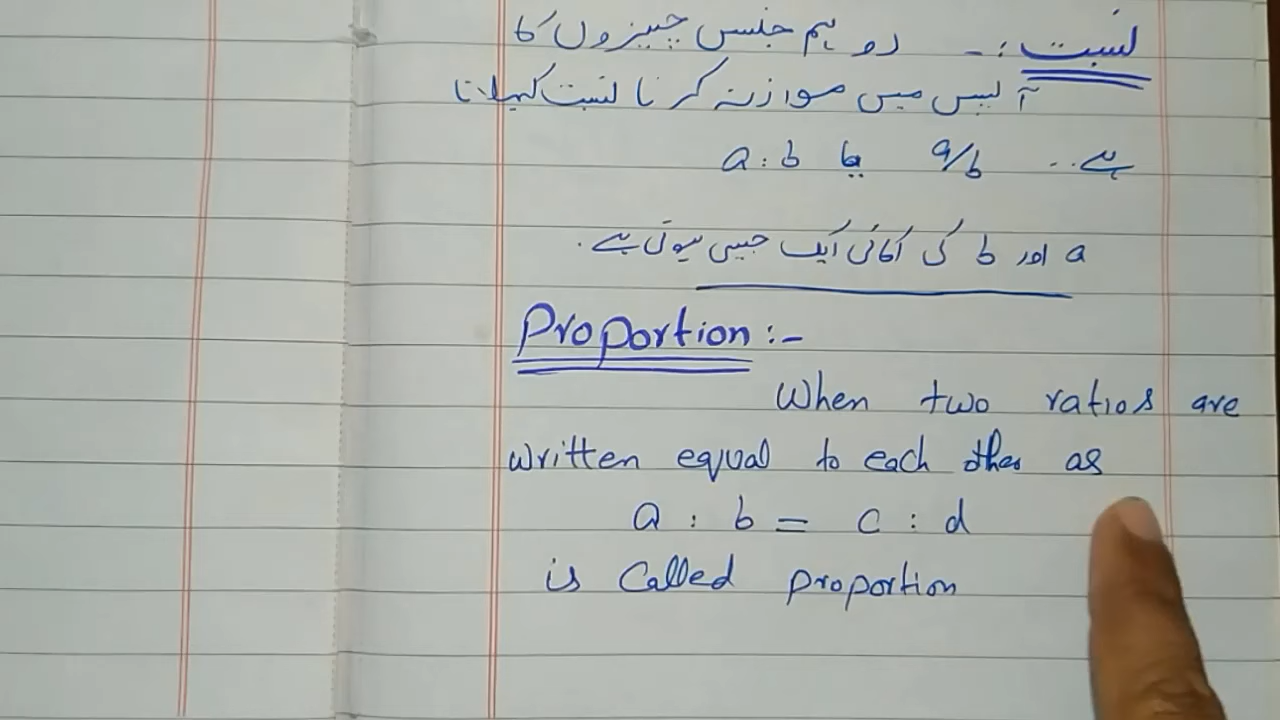 نسبت :- دو ہم جنس چیزوں کا
آپس میں موازنہ کرنا نسبت کہلاتا
ہے۔۔ a/b یا a : b
a اور b کی اکائی ایک جیسی ہوتی ہے۔
Proportion :-
When two ratios are
written equal to each other as
a : b = c : d
is called proportion